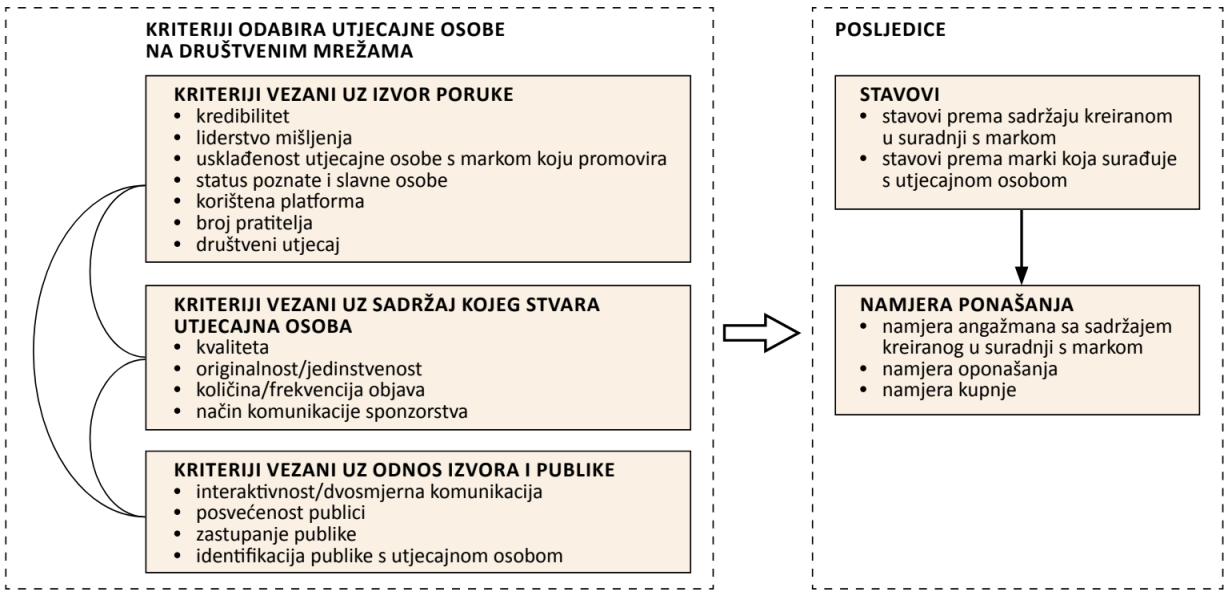 KRITERIJI ODABIRA UTJECAJNE OSOBE
NA DRUŠTVENIM MREŽAMA
KRITERIJI VEZANI UZ IZVOR PORUKE
• kredibilitet
• liderstvo mišljenja
• usklađenost utjecajne osobe s markom koju promovira
• status poznate i slavne osobe
• korištena platforma
• broj pratitelja
• društveni utjecaj
KRITERIJI VEZANI UZ SADRŽAJ KOJEG STVARA
UTJECAJNA OSOBA
• kvaliteta
• originalnost/jedinstvenost
• količina/frekvencija objava
• način komunikacije sponzorstva
KRITERIJI VEZANI UZ ODNOS IZVORA I PUBLIKE
• interaktivnost/dvosmjerna komunikacija
• posvećenost publici
• zastupanje publike
• identifikacija publike s utjecajnom osobom
POSLJEDICE
STAVOVI
• stavovi prema sadržaju kreiranom
u suradnji s markom
• stavovi prema marki koja surađuje
s utjecajnom osobom
NAMJERA PONAŠANJA
• namjera angažmana sa sadržajem
kreiranog u suradnji s markom
• namjera oponašanja
• namjera kupnje